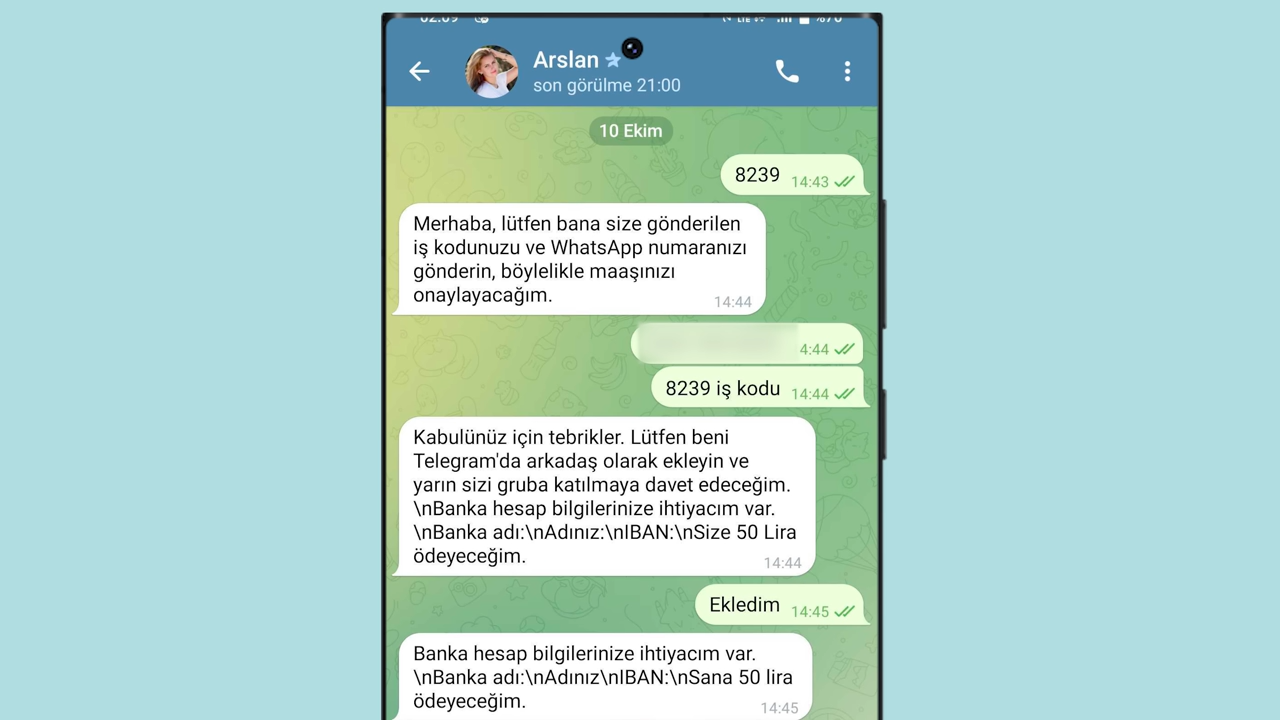 Arslan
son görülme 21:00
10 Ekim
8239 14:43
Merhaba, lütfen bana size gönderilen
iş kodunuzu ve WhatsApp numaranızı
gönderin, böylelikle maaşınızı
onaylayacağım.
14:44
4:44
8239 iş kodu 14:44
Kabulünüz için tebrikler. Lütfen beni
Telegram'da arkadaş olarak ekleyin ve
yarın sizi gruba katılmaya davet edeceğim.
\nBanka hesap bilgilerinize ihtiyacım var.
\nBanka adı:\nAdınız:\nIBAN:\nSize 50 Lira
ödeyeceğim.
14:44
Ekledim 14:45
Banka hesap bilgilerinize ihtiyacım var.
\nBanka adı:\nAdınız\nIBAN:\nSana 50 lira
ödeyeceğim.
14:45